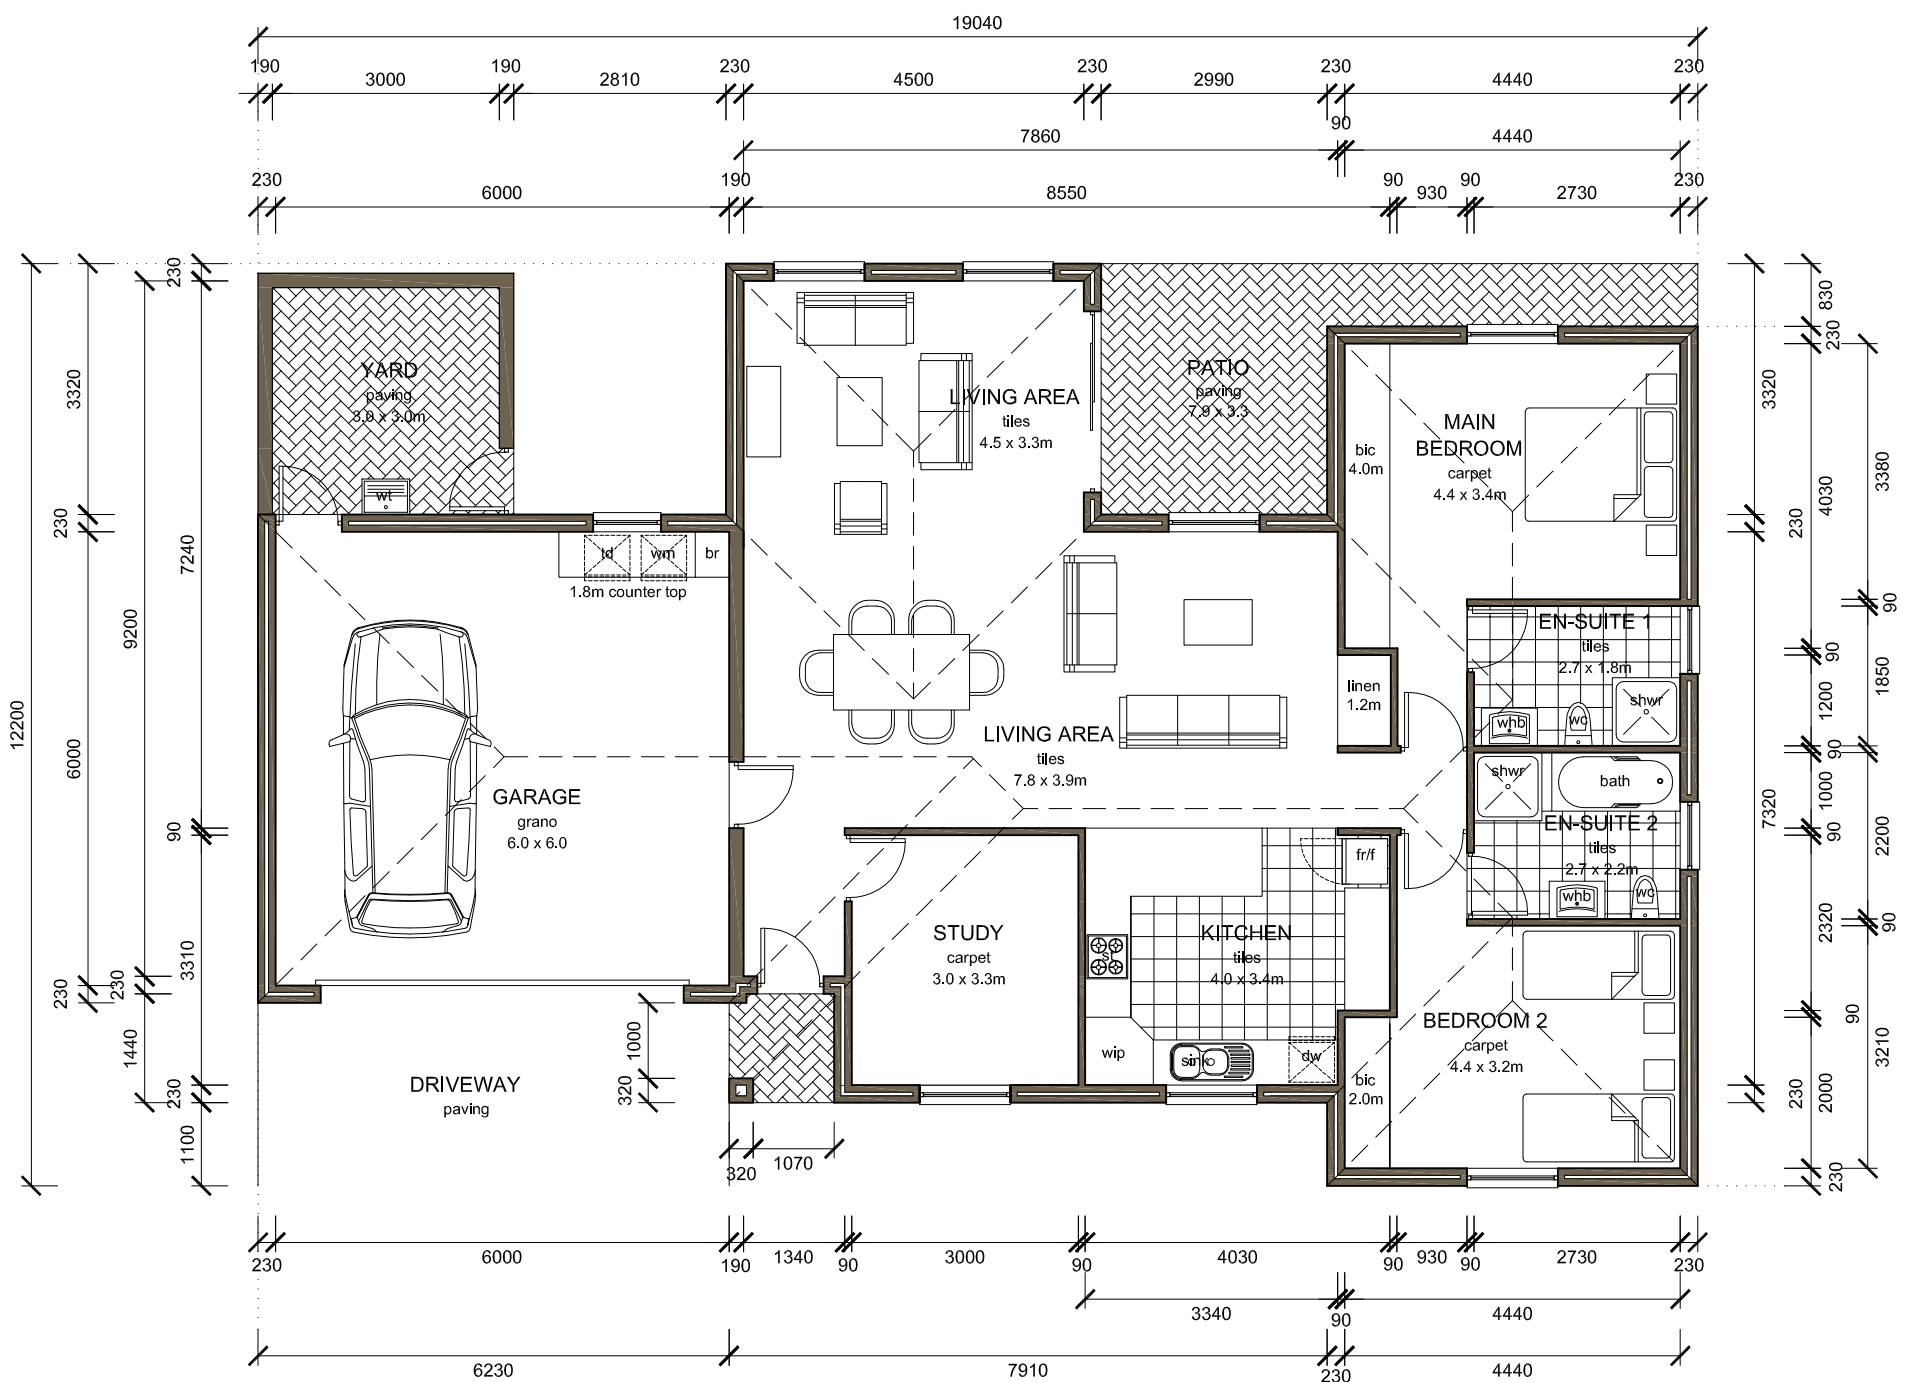 19040
190 3000 190 2810 230 4500 230 2990 230 4440 230
7860 90 4440
230 6000 190 8550 90 930 90 2730 230
12200
3320
230
6000
230
9200
230
1440
230
7240
90
3310
230
1100
YARD
paving
3.0 x 3.0m
wt
LIVING AREA
tiles
4.5 x 3.3m
PATIO
paving
7.9 x 3.3
bic
4.0m
MAIN
BEDROOM
carpet
4.4 x 3.4m
td wm br
1.8m counter top
EN-SUITE 1
tiles
2.7 x 1.8m
shwr
whb
wc
linen
1.2m
LIVING AREA
tiles
7.8 x 3.9m
GARAGE
grano
6.0 x 6.0
shwr
bath
EN-SUITE 2
tiles
2.7 x 2.2m
whb
wc
fr/f
STUDY
carpet
3.0 x 3.3m
st
KITCHEN
tiles
4.0 x 3.4m
wip
sink
dw
BEDROOM 2
carpet
4.4 x 3.2m
bic
2.0m
DRIVEWAY
paving
1000
320
320 1070
3320
230
7320
230
830
230
4030
90
1200
90
1000
90
2320
90
2000
230
3380
90
1850
90
2200
90
3210
230 6000 190 1340 90 3000 90 4030 90 930 90 2730 230
3340 90 4440
6230 7910 230 4440